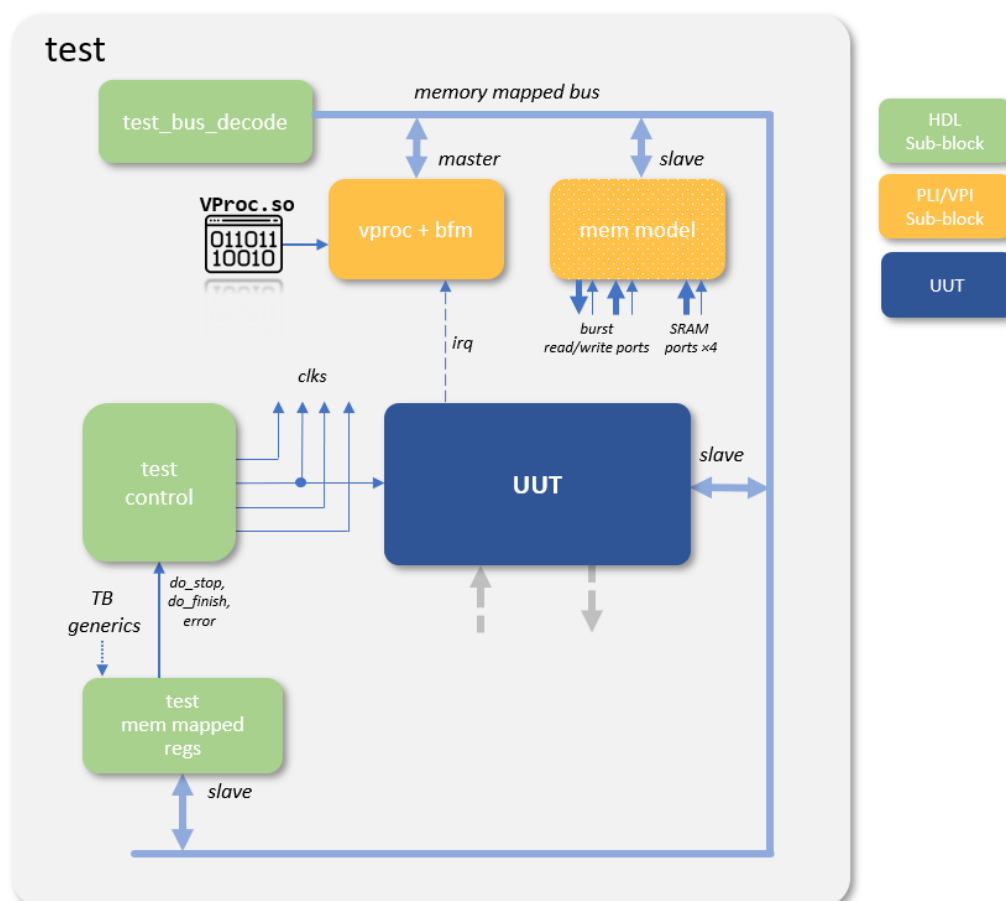 test
memory mapped bus
test_bus_decode
HDL
Sub-block
master
slave
VProc.so
011011
10010
vproc + bfm
mem model
PLI/VPI
Sub-block
UUT
burst
read/write ports
SRAM
ports ×4
irq
clks
test
control
UUT
slave
do_stop,
do_finish,
error
TB
generics
test
mem mapped
regs
slave